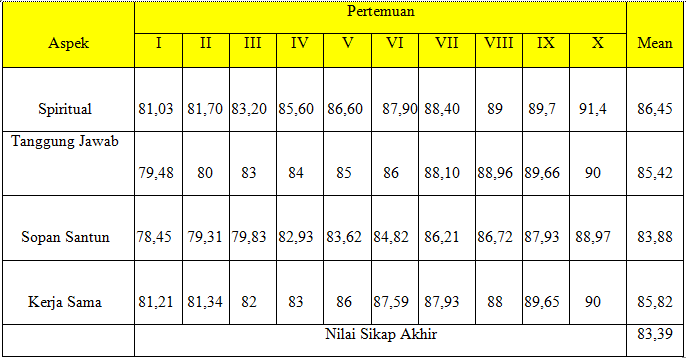 Pertemuan
Aspek I II III IV V VI VII VIII IX X Mean
Spiritual 81,03 81,70 83,20 85,60 86,60 87,90 88,40 89 89,7 91,4 86,45
Tanggung Jawab
79,48 80 83 84 85 86 88,10 88,96 89,66 90 85,42
Sopan Santun 78,45 79,31 79,83 82,93 83,62 84,82 86,21 86,72 87,93 88,97 83,88
Kerja Sama 81,21 81,34 82 83 86 87,59 87,93 88 89,65 90 85,82
Nilai Sikap Akhir 83,39